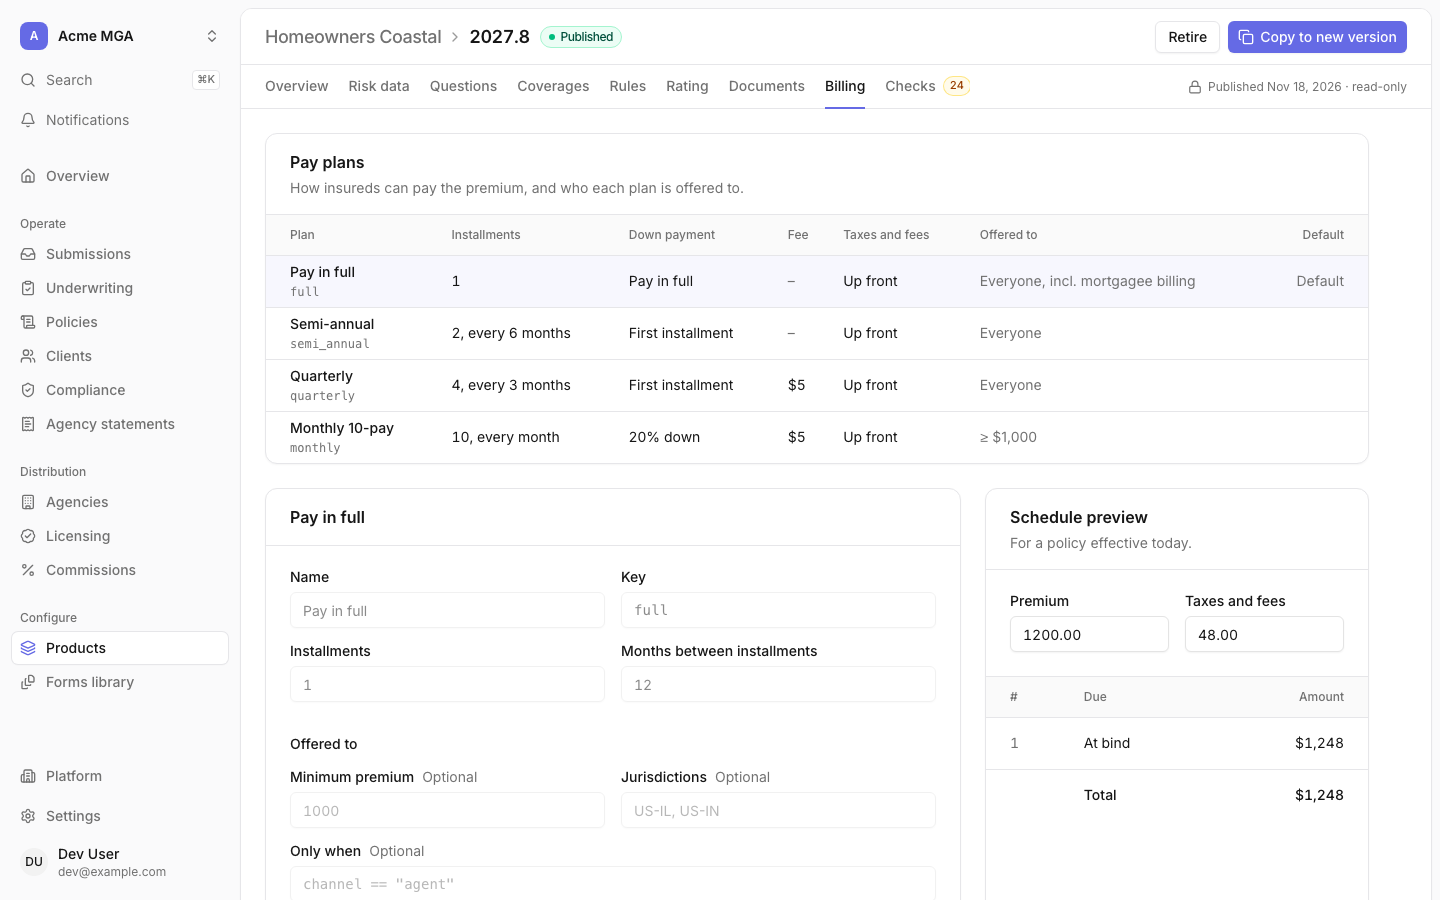 A Acme MGA
Search ⌘K
Notifications
Overview
Operate
Submissions
Underwriting
Policies
Clients
Compliance
Agency statements
Distribution
Agencies
Licensing
Commissions
Configure
Products
Forms library
Platform
Settings
DU Dev User
dev@example.com
Homeowners Coastal > 2027.8 Published
Retire Copy to new version
Overview Risk data Questions Coverages Rules Rating Documents Billing Checks 24
Published Nov 18, 2026 · read-only
Pay plans
How insureds can pay the premium, and who each plan is offered to.
Plan Installments Down payment Fee Taxes and fees Offered to Default
Pay in full
full
1 Pay in full – Up front Everyone, incl. mortgagee billing Default
Semi-annual
semi_annual
2, every 6 months First installment – Up front Everyone
Quarterly
quarterly
4, every 3 months First installment $5 Up front Everyone
Monthly 10-pay
monthly
10, every month 20% down $5 Up front ≥ $1,000
Pay in full
Name Key
Pay in full full
Installments Months between installments
1 12
Offered to
Minimum premium Optional Jurisdictions Optional
1000 US-IL, US-IN
Only when Optional
channel == "agent"
Schedule preview
For a policy effective today.
Premium Taxes and fees
1200.00 48.00
# Due Amount
1 At bind $1,248
Total $1,248